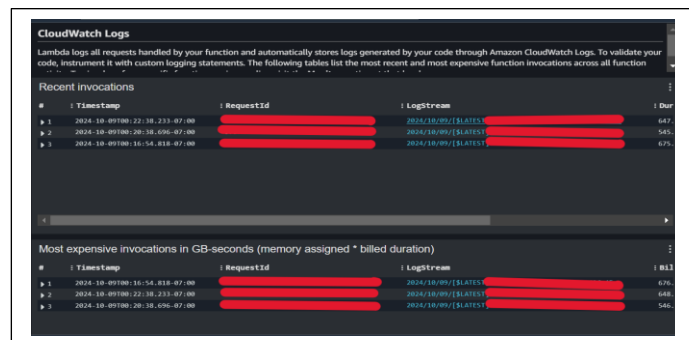 CloudWatch Logs
Lambda logs all requests handled by your function and automatically stores logs generated by your code through Amazon CloudWatch Logs. To validate your
code, instrument it with custom logging statements. The following tables list the most recent and most expensive function invocations across all function
Recent invocations
# Timestamp RequestId LogStream Dur
1 2024-10-09T00:22:38.233-07:00 2024/10/09/[$LATEST] 647.
2 2024-10-09T00:20:38.696-07:00 2024/10/09/[$LATEST] 545.
3 2024-10-09T00:16:54.818-07:00 2024/10/09/[$LATEST] 675.
Most expensive invocations in GB-seconds (memory assigned * billed duration)
# Timestamp RequestId LogStream Bil
1 2024-10-09T00:16:54.818-07:00 2024/10/09/[$LATEST] 676.
2 2024-10-09T00:22:38.233-07:00 2024/10/09/[$LATEST] 648.
3 2024-10-09T00:20:38.696-07:00 2024/10/09/[$LATEST] 546.